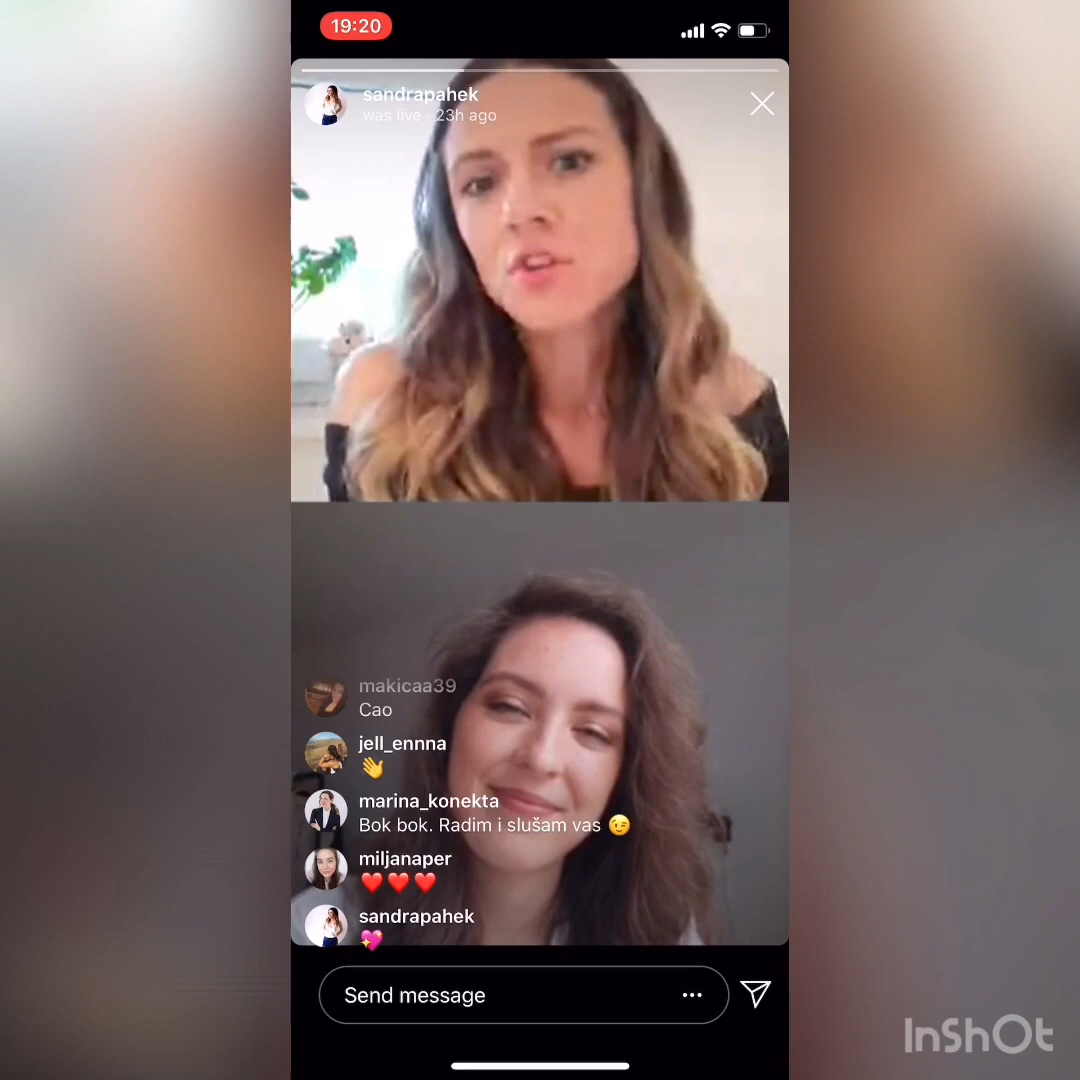 19:20
sandrapahek
was live · 23h ago
makicaa39
Cao
jell_ennna
👋
marina_konekta
Bok bok. Radim i slušam vas 😉
miljanaper
❤️❤️❤️
sandrapahek
💖
Send message
InShOt